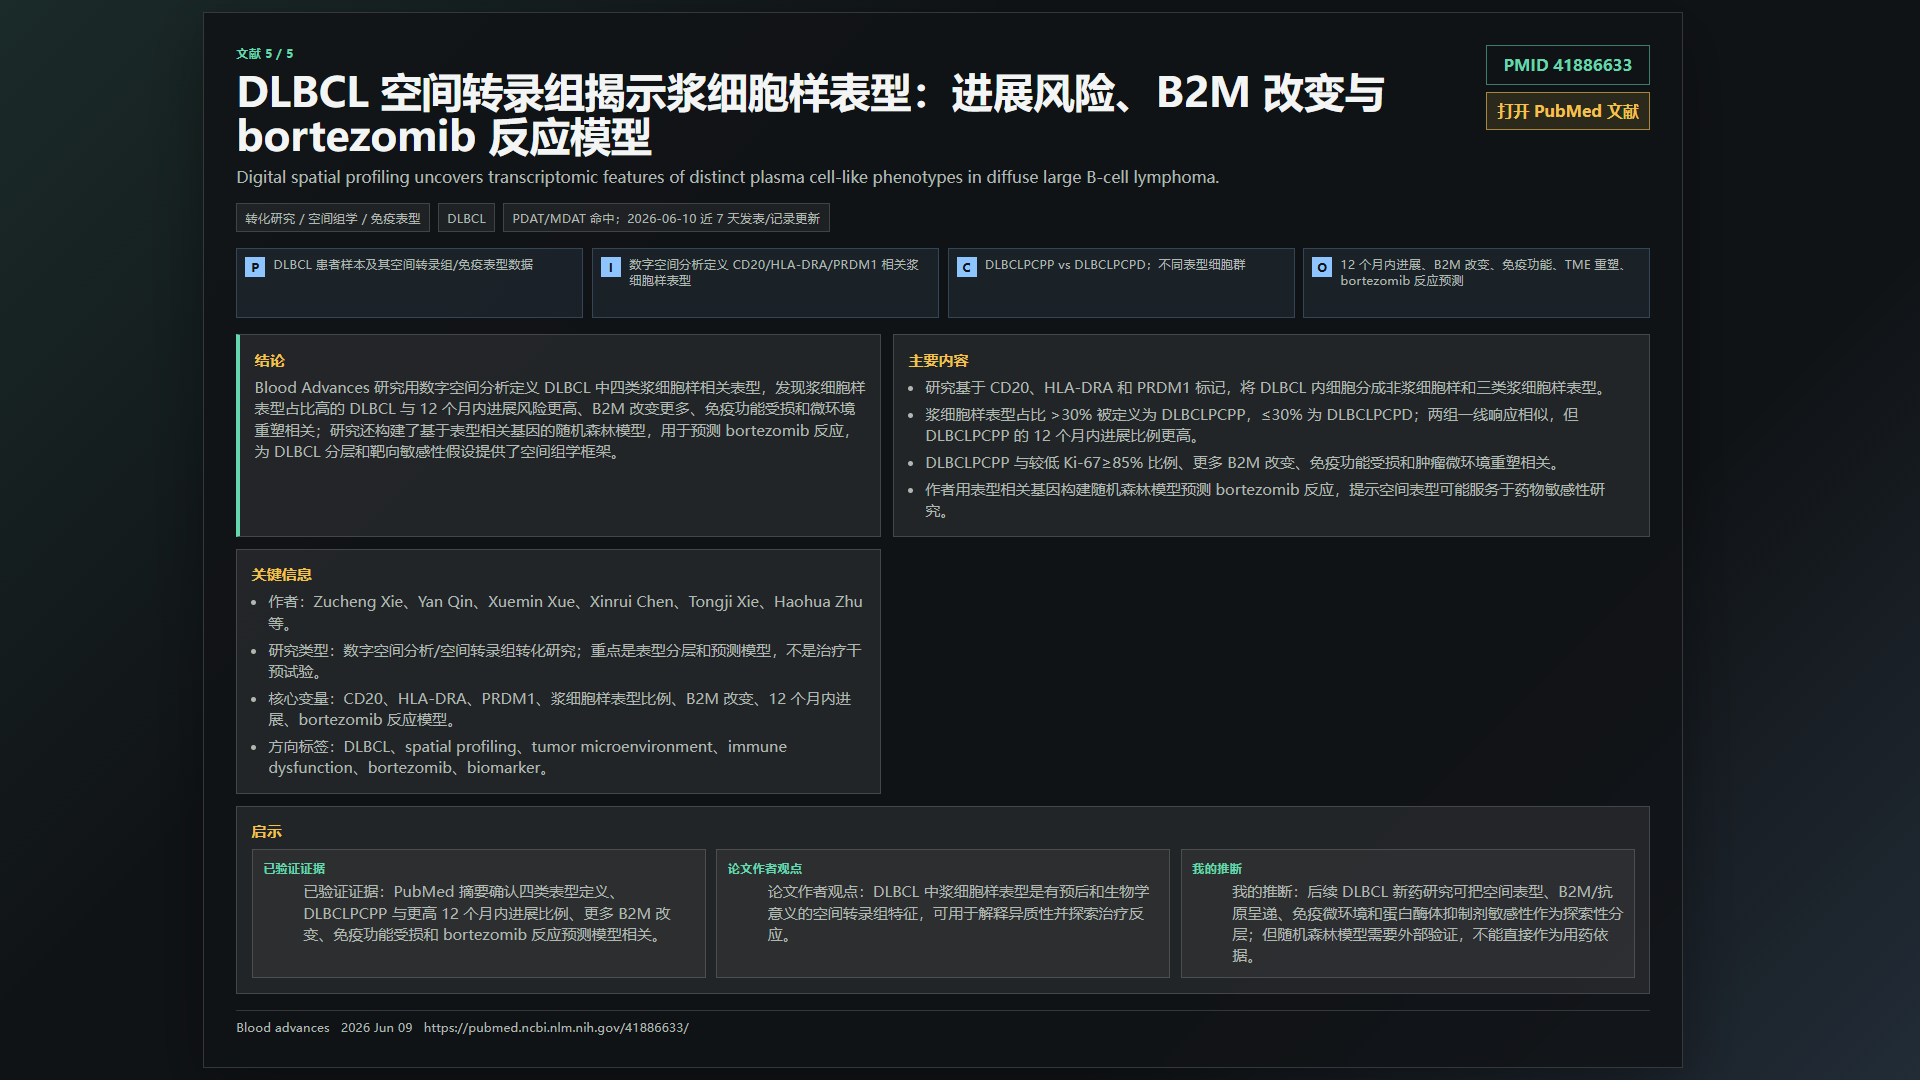 文献 5 / 5
DLBCL 空间转录组揭示浆细胞样表型：进展风险、B2M 改变与
bortezomib 反应模型
Digital spatial profiling uncovers transcriptomic features of distinct plasma cell-like phenotypes in diffuse large B-cell lymphoma.
PMID 41886633
打开 PubMed 文献
转化研究 / 空间组学 / 免疫表型
DLBCL
PDAT/MDAT 命中；2026-06-10 近 7 天发表/记录更新
P
DLBCL 患者样本及其空间转录组/免疫表型数据
I
数字空间分析定义 CD20/HLA-DRA/PRDM1 相关浆
细胞样表型
C
DLBCLPCPP vs DLBCLPCPD；不同表型细胞群
O
12 个月内进展、B2M 改变、免疫功能、TME 重塑、
bortezomib 反应预测
结论
Blood Advances 研究用数字空间分析定义 DLBCL 中四类浆细胞样相关表型，发现浆细胞样
表型占比高的 DLBCL 与 12 个月内进展风险更高、B2M 改变更多、免疫功能受损和微环境
重塑相关；研究还构建了基于表型相关基因的随机森林模型，用于预测 bortezomib 反应，
为 DLBCL 分层和靶向敏感性假设提供了空间组学框架。
主要内容
• 研究基于 CD20、HLA-DRA 和 PRDM1 标记，将 DLBCL 内细胞分成非浆细胞样和三类浆细胞样表型。
• 浆细胞样表型占比 >30% 被定义为 DLBCLPCPP，≤30% 为 DLBCLPCPD；两组一线响应相似，但
DLBCLPCPP 的 12 个月内进展比例更高。
• DLBCLPCPP 与较低 Ki-67≥85% 比例、更多 B2M 改变、免疫功能受损和肿瘤微环境重塑相关。
• 作者用表型相关基因构建随机森林模型预测 bortezomib 反应，提示空间表型可能服务于药物敏感性研
究。
关键信息
• 作者：Zucheng Xie、Yan Qin、Xuemin Xue、Xinrui Chen、Tongji Xie、Haohua Zhu
等。
• 研究类型：数字空间分析/空间转录组转化研究；重点是表型分层和预测模型，不是治疗干
预试验。
• 核心变量：CD20、HLA-DRA、PRDM1、浆细胞样表型比例、B2M 改变、12 个月内进
展、bortezomib 反应模型。
• 方向标签：DLBCL、spatial profiling、tumor microenvironment、immune
dysfunction、bortezomib、biomarker。
启示
已验证证据
已验证证据：PubMed 摘要确认四类表型定义、
DLBCLPCPP 与更高 12 个月内进展比例、更多 B2M 改
变、免疫功能受损和 bortezomib 反应预测模型相关。
论文作者观点
论文作者观点：DLBCL 中浆细胞样表型是有预后和生物学
意义的空间转录组特征，可用于解释异质性并探索治疗反
应。
我的推断
我的推断：后续 DLBCL 新药研究可把空间表型、B2M/抗
原呈递、免疫微环境和蛋白酶体抑制剂敏感性作为探索性分
层；但随机森林模型需要外部验证，不能直接作为用药依
据。
Blood advances 2026 Jun 09 https://pubmed.ncbi.nlm.nih.gov/41886633/